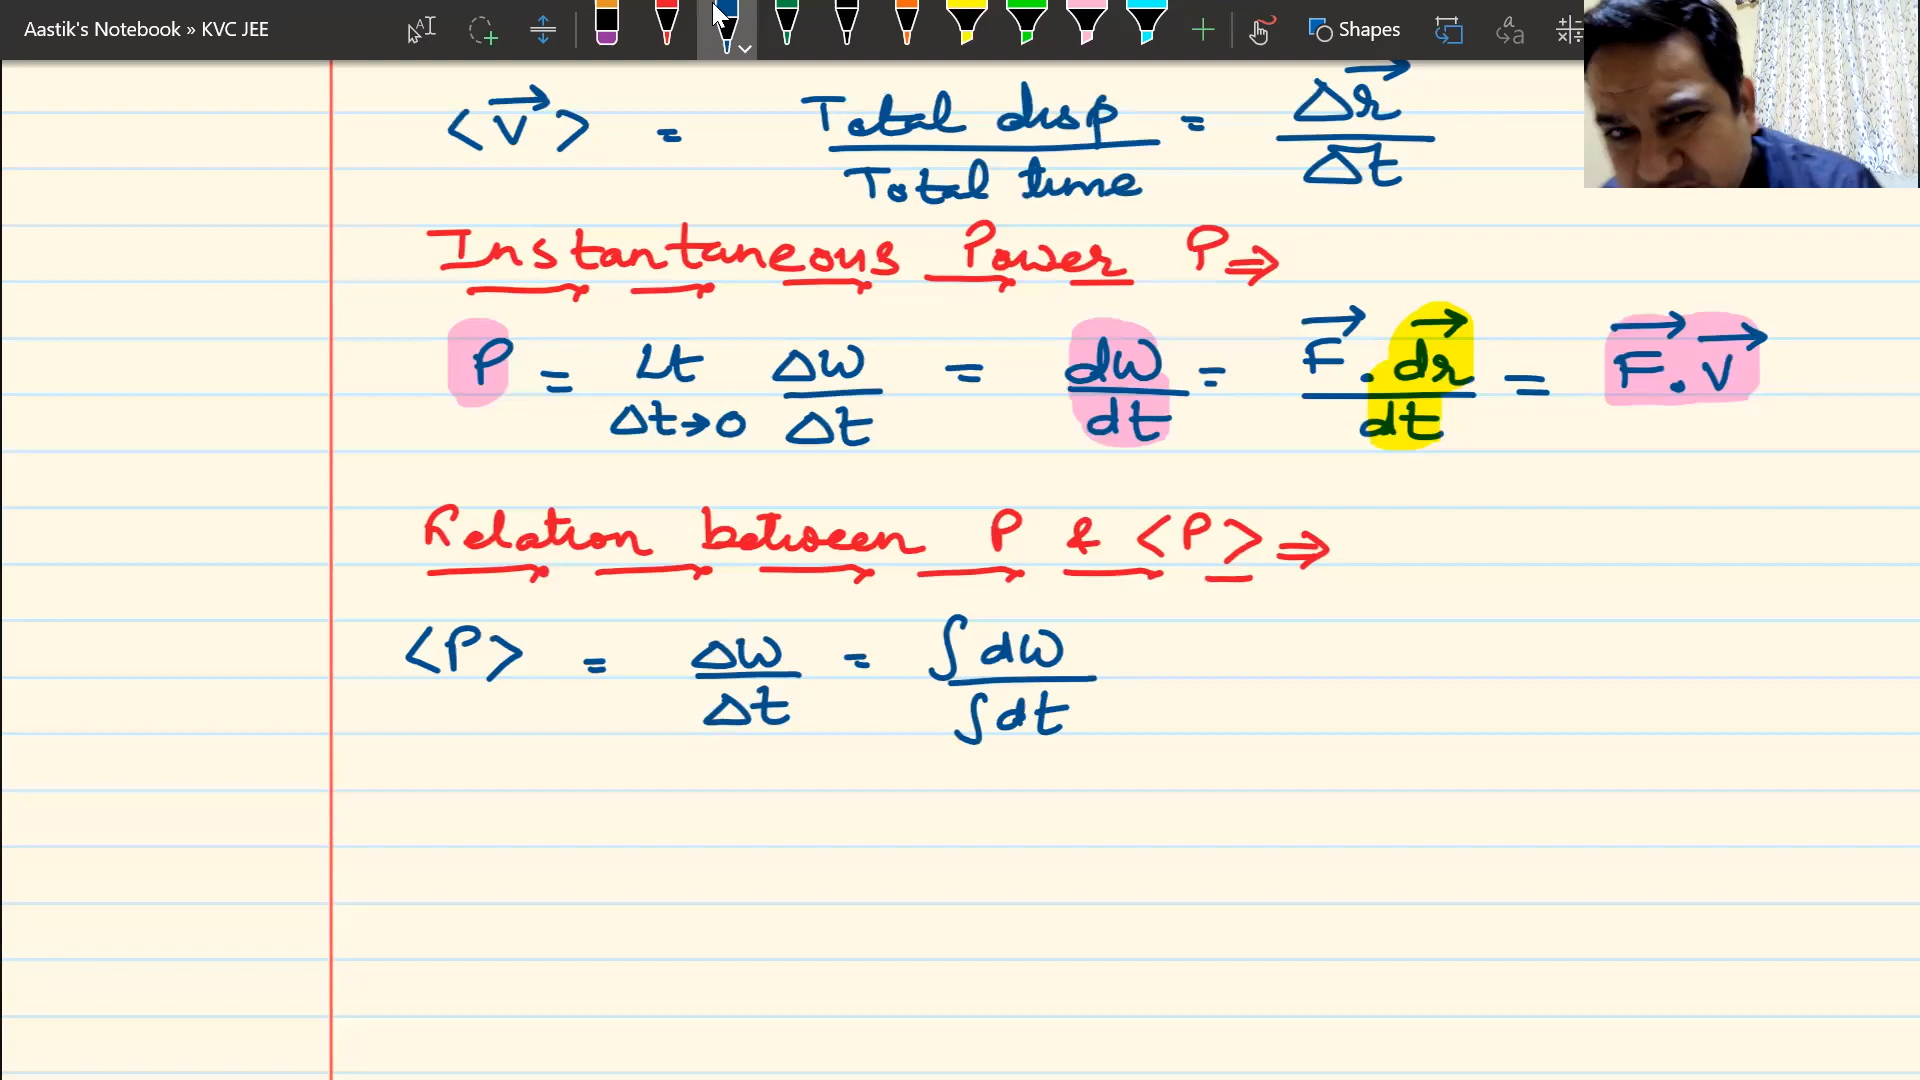 Aastik's Notebook » KVC JEE Shapes
<v⃗> = Total disp / Total time = Δr⃗ / Δt
Instantaneous Power P ⇒
P = Lt Δt→0 ΔW / Δt = dW / dt = F⃗ . dr⃗ / dt = F⃗ . v⃗
Relation between P & <P> ⇒
<P> = ΔW / Δt = ∫dW / ∫dt